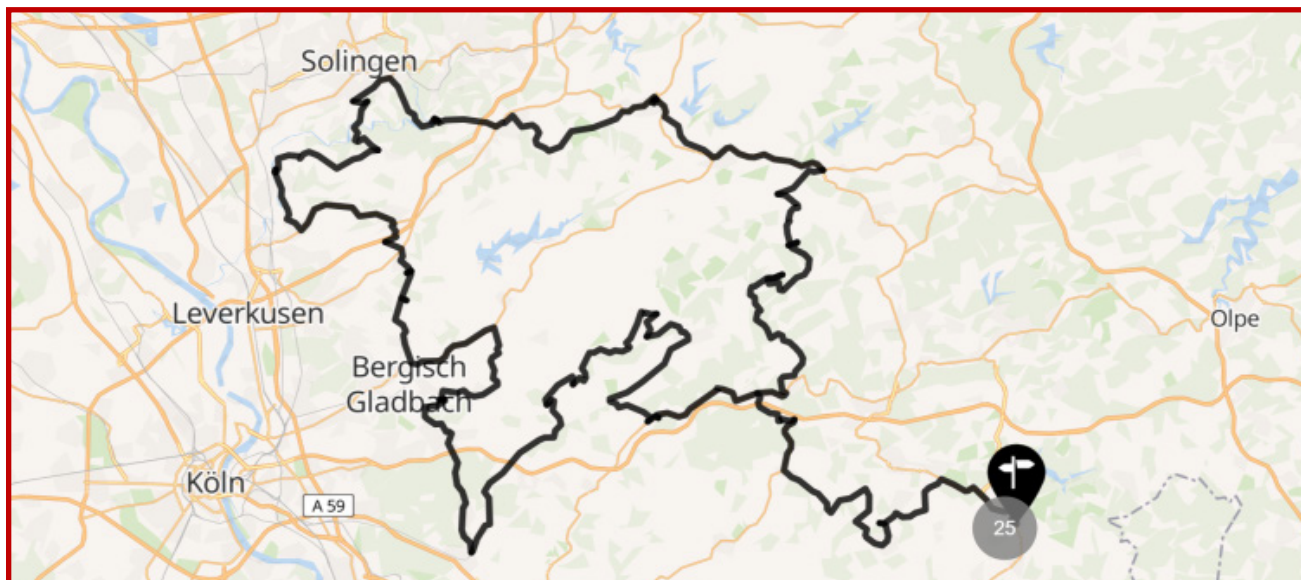 Solingen
Leverkusen
Olpe
Bergisch
Gladbach
Köln
A 59
25